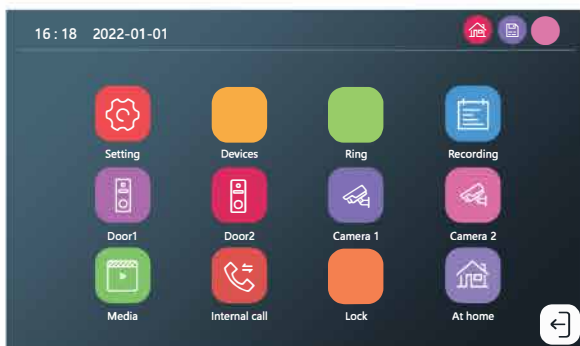 16 : 18 2022-01-01
Setting Devices Ring Recording
Door1 Door2 Camera 1 Camera 2
Media Internal call Lock At home